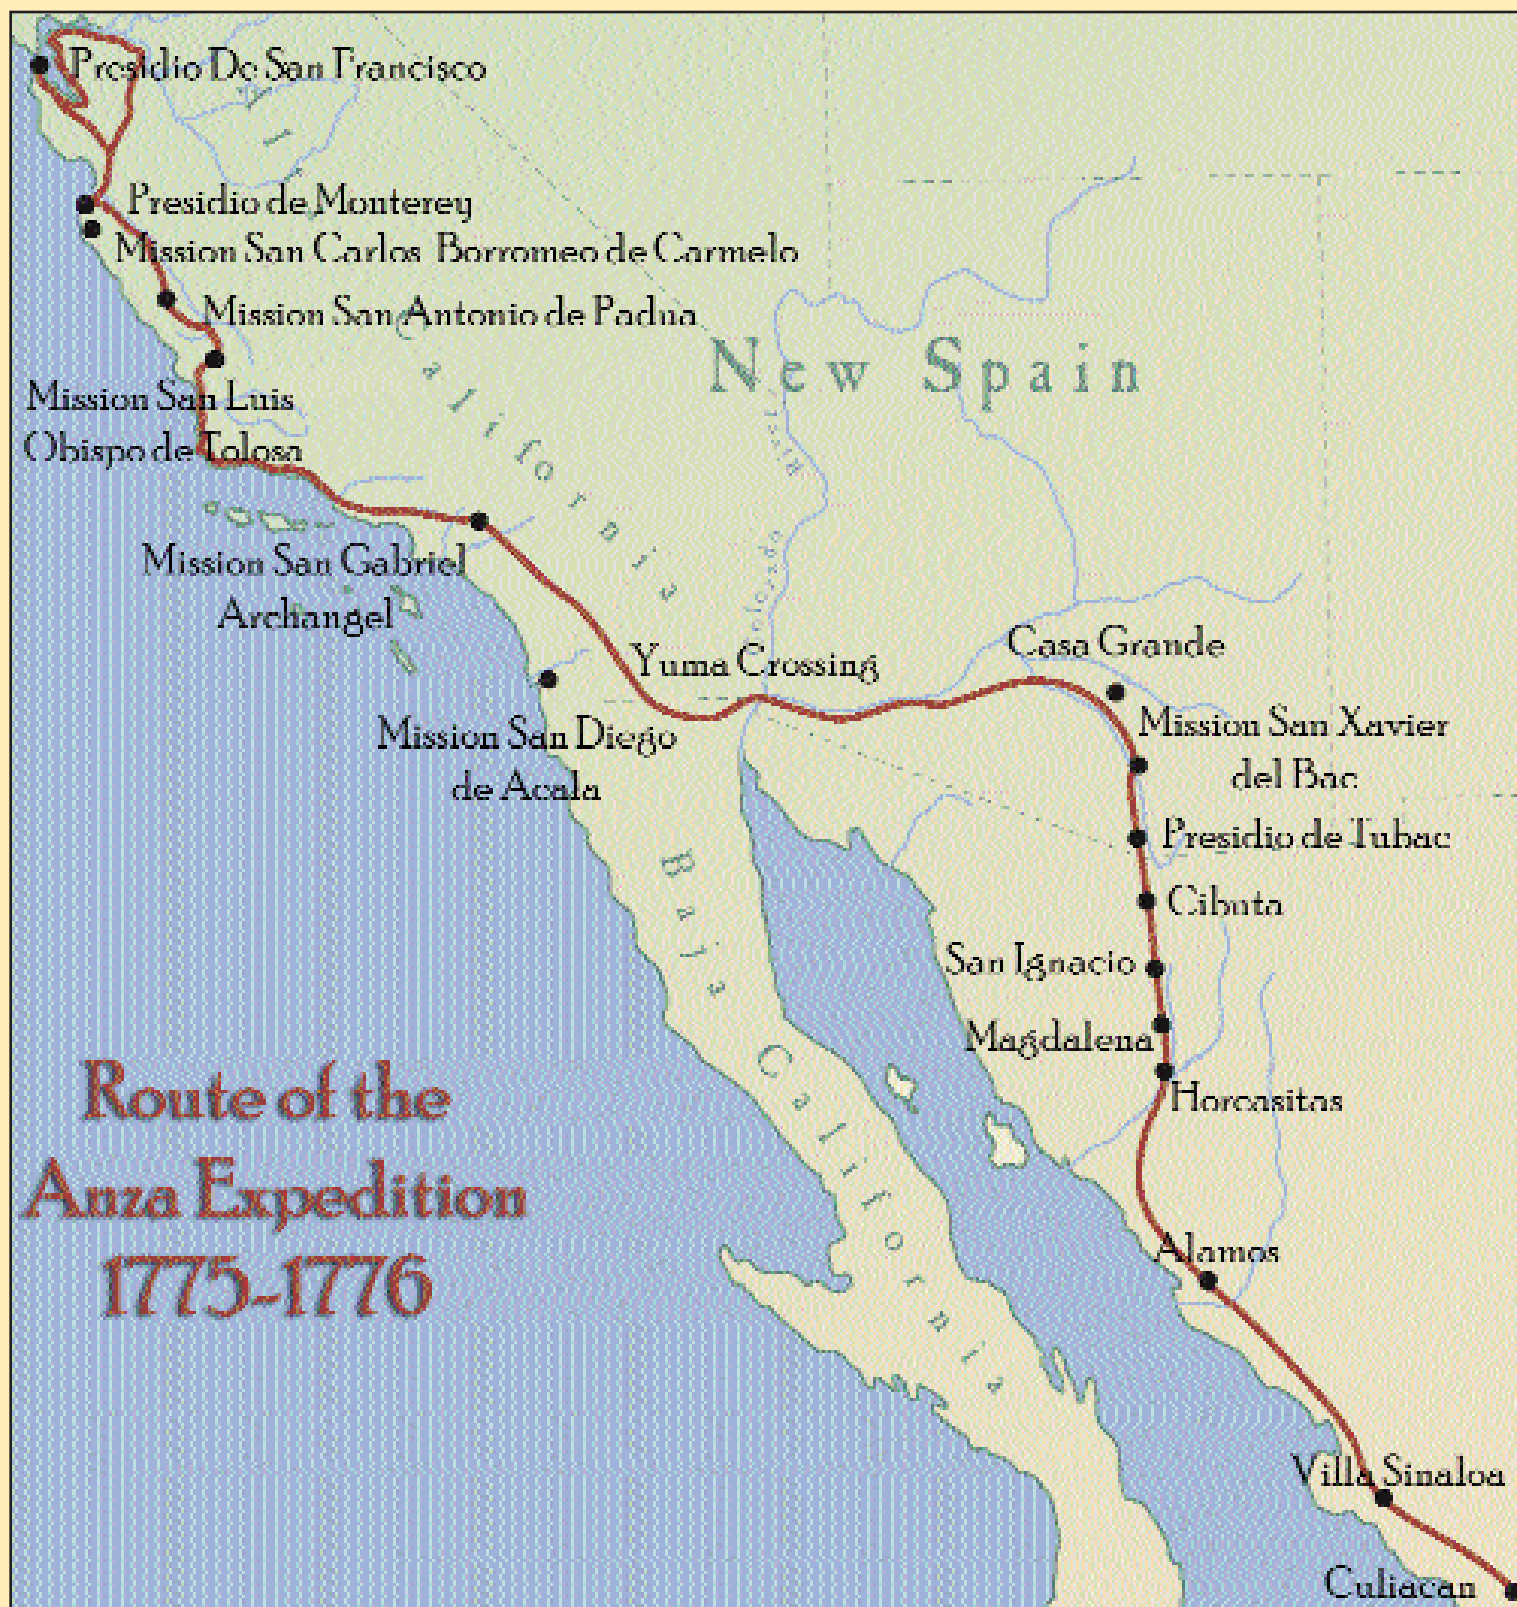 Presidio De San Francisco
Presidio de Monterey
Mission San Carlos Borromeo de Carmelo
Mission San Antonio de Padua
New Spain
California
Mission San Luis
Obispo de Tolosa
Mission San Gabriel
Archangel
Colorado
River
Casa Grande
Yuma Crossing
Mission San Xavier
del Bac
Mission San Diego
de Acala
Presidio de Tubac
Cibuta
San Ignacio
Magdalena
Horcasitas
Baja California
Route of the
Anza Expedition
1775-1776
Alamos
Villa Sinaloa
Culiacan